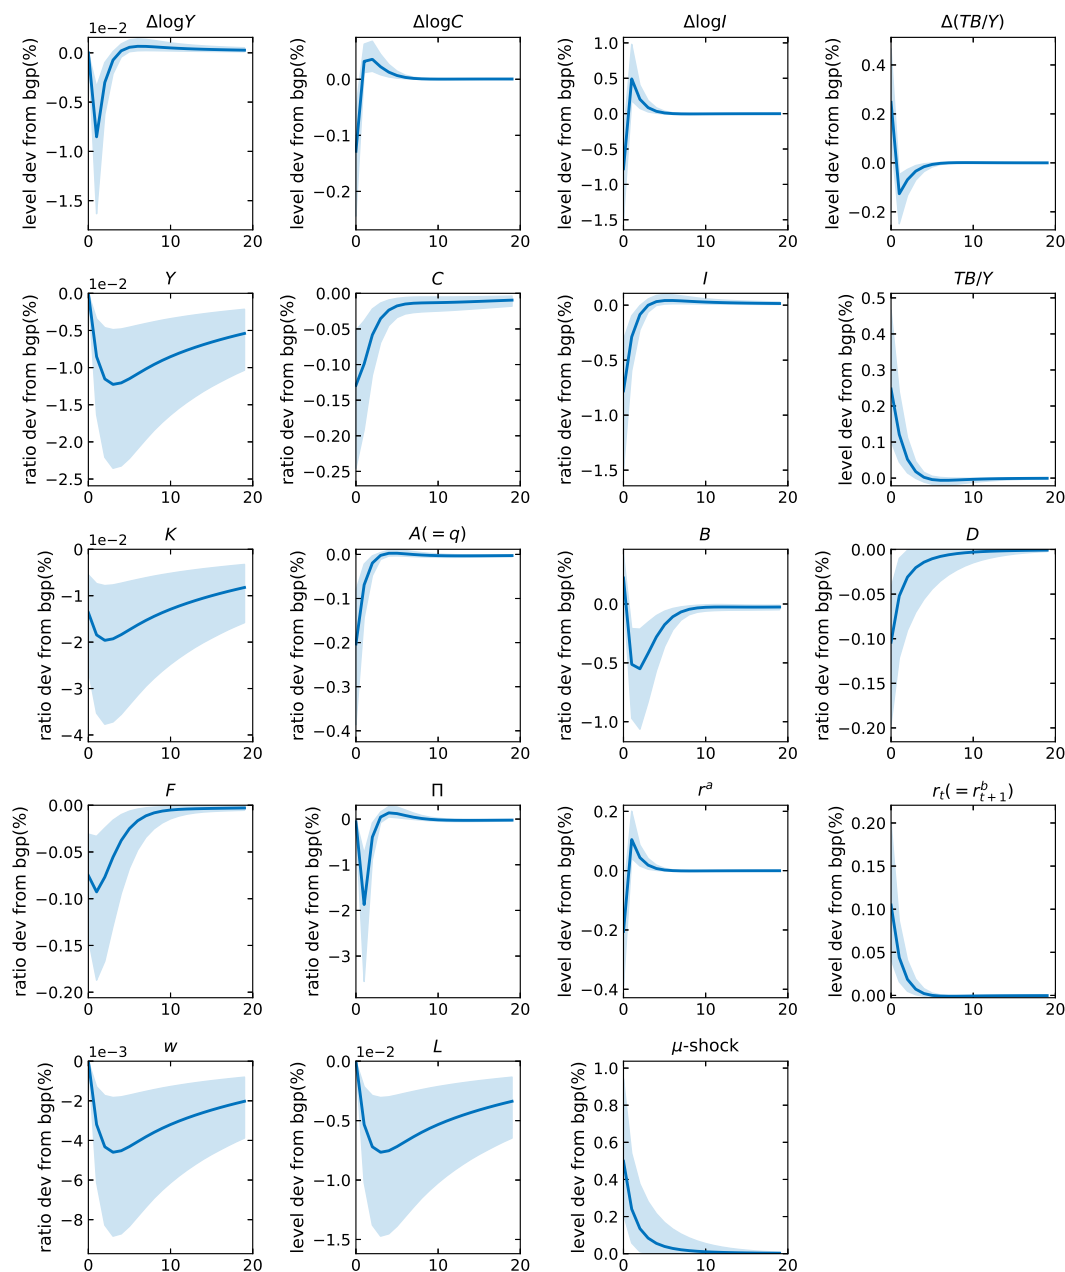 ΔlogY ΔlogC ΔlogI Δ(TB/Y)
1e−2
level dev from bgp(%) level dev from bgp(%) level dev from bgp(%) level dev from bgp(%)
0.0 −0.5 −1.0 −1.5
0.0 −0.1 −0.2
1.0 0.5 0.0 −0.5 −1.0 −1.5
0.4 0.2 0.0 −0.2
0 10 20 0 10 20 0 10 20 0 10 20
Y C I TB/Y
1e−2
ratio dev from bgp(%) ratio dev from bgp(%) ratio dev from bgp(%) level dev from bgp(%)
0.0 −0.5 −1.0 −1.5 −2.0 −2.5
0.00 −0.05 −0.10 −0.15 −0.20 −0.25
0.0 −0.5 −1.0 −1.5
0.5 0.4 0.3 0.2 0.1 0.0
0 10 20 0 10 20 0 10 20 0 10 20
K A(=q) B D
1e−2
ratio dev from bgp(%) ratio dev from bgp(%) ratio dev from bgp(%) ratio dev from bgp(%)
0 −1 −2 −3 −4
0.0 −0.1 −0.2 −0.3 −0.4
0.0 −0.5 −1.0
0.00 −0.05 −0.10 −0.15 −0.20
0 10 20 0 10 20 0 10 20 0 10 20
F Π r^a r_t(=r^b_{t+1})
ratio dev from bgp(%) ratio dev from bgp(%) level dev from bgp(%) level dev from bgp(%)
0.00 −0.05 −0.10 −0.15 −0.20
0 −1 −2 −3
0.2 0.0 −0.2 −0.4
0.20 0.15 0.10 0.05 0.00
0 10 20 0 10 20 0 10 20 0 10 20
w L μ-shock
1e−3 1e−2
ratio dev from bgp(%) level dev from bgp(%) level dev from bgp(%)
0 −2 −4 −6 −8
0.0 −0.5 −1.0 −1.5
1.0 0.8 0.6 0.4 0.2 0.0
0 10 20 0 10 20 0 10 20